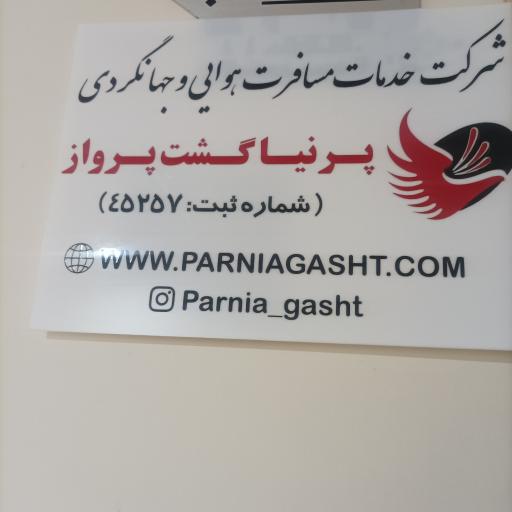 شرکت خدمات مسافرت هوایی و جهانگردی
پرنیا گشت پرواز
(شماره ثبت: ۴۵۲۵۷)
WWW.PARNIAGASHT.COM
Parnia_gasht